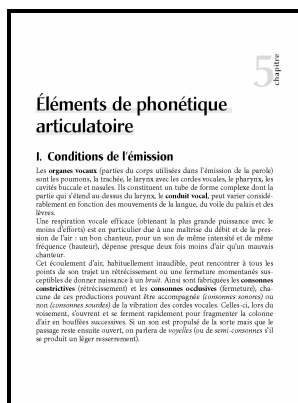 5
chapitre
Éléments de phonétique
articulatoire
I. Conditions de l'émission
Les organes vocaux (parties du corps utilisées dans l'émission de la parole)
sont les poumons, la trachée, le larynx avec les cordes vocales, le pharynx, les
cavités buccale et nasales. Ils constituent un tube de forme complexe dont la
partie qui s'étend au-dessus du larynx, le conduit vocal, peut varier considé-
rablement en fonction des mouvements de la langue, du voile du palais et des
lèvres.
Une respiration vocale efficace (obtenant la plus grande puissance avec le
moins d'efforts) est en particulier due à une maîtrise du débit et de la pres-
sion de l'air : un bon chanteur, pour un son de même intensité et de même
fréquence (hauteur), dépense presque deux fois moins d'air qu'un mauvais
chanteur.
Cet écoulement d'air, habituellement inaudible, peut rencontrer à tous les
points de son trajet un rétrécissement ou une fermeture momentanés sus-
ceptibles de donner naissance à un bruit. Ainsi sont fabriquées les consonnes
constrictives (rétrécissement) et les consonnes occlusives (fermeture), cha-
cune de ces productions pouvant être accompagnée (consonnes sonores) ou
non (consonnes sourdes) de la vibration des cordes vocales. Celles-ci, lors du
voisement, s'ouvrent et se ferment rapidement pour fragmenter la colonne
d'air en bouffées successives. Si un son est propulsé de la sorte mais que le
passage reste ensuite ouvert, on parlera de voyelles (ou de semi-consonnes s'il
se produit un léger resserrement).